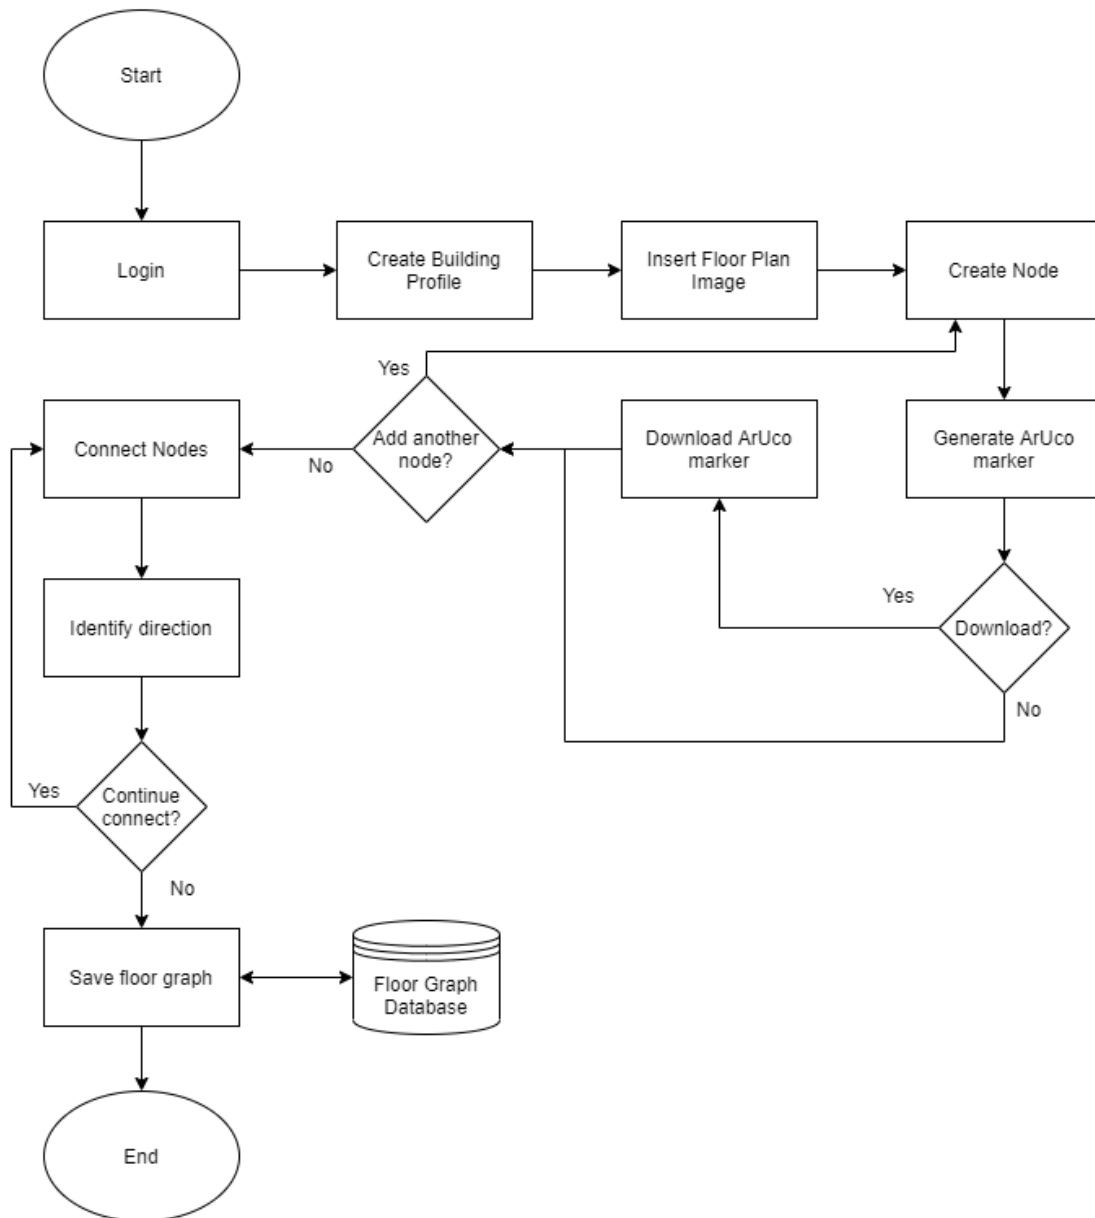 Start
Login
Create Building
Profile
Insert Floor Plan
Image
Create Node
Yes
Connect Nodes
No
Add another
node?
Download ArUco
marker
Generate ArUco
marker
Yes
Download?
No
Identify direction
Yes
Continue
connect?
No
Save floor graph
Floor Graph
Database
End